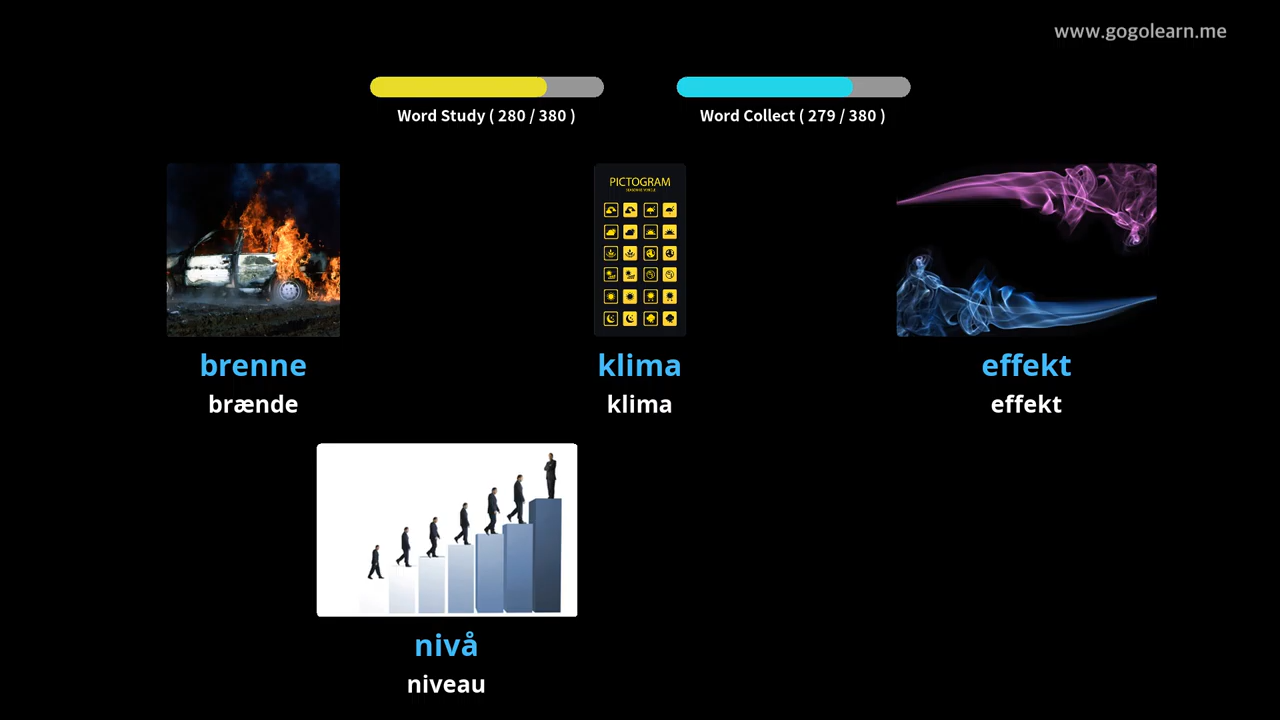 www.gogolearn.me
Word Study ( 280 / 380 )
Word Collect ( 279 / 380 )
PICTOGRAM
brenne
klima
effekt
brænde
klima
effekt
nivå
niveau